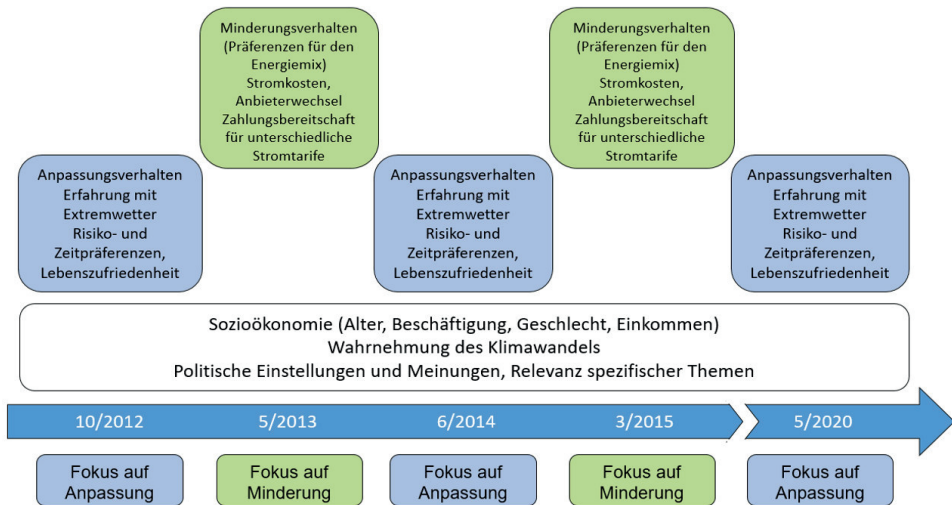 Minderungsverhalten
(Präferenzen für den
Energiemix)
Stromkosten,
Anbieterwechsel
Zahlungsbereitschaft
für unterschiedliche
Stromtarife
Minderungsverhalten
(Präferenzen für den
Energiemix)
Stromkosten,
Anbieterwechsel
Zahlungsbereitschaft
für unterschiedliche
Stromtarife
Anpassungsverhalten
Erfahrung mit
Extremwetter
Risiko- und
Zeitpräferenzen,
Lebenszufriedenheit
Anpassungsverhalten
Erfahrung mit
Extremwetter
Risiko- und
Zeitpräferenzen,
Lebenszufriedenheit
Anpassungsverhalten
Erfahrung mit
Extremwetter
Risiko- und
Zeitpräferenzen,
Lebenszufriedenheit
Sozioökonomie (Alter, Beschäftigung, Geschlecht, Einkommen)
Wahrnehmung des Klimawandels
Politische Einstellungen und Meinungen, Relevanz spezifischer Themen
10/2012 5/2013 6/2014 3/2015 5/2020
Fokus auf
Anpassung
Fokus auf
Minderung
Fokus auf
Anpassung
Fokus auf
Minderung
Fokus auf
Anpassung